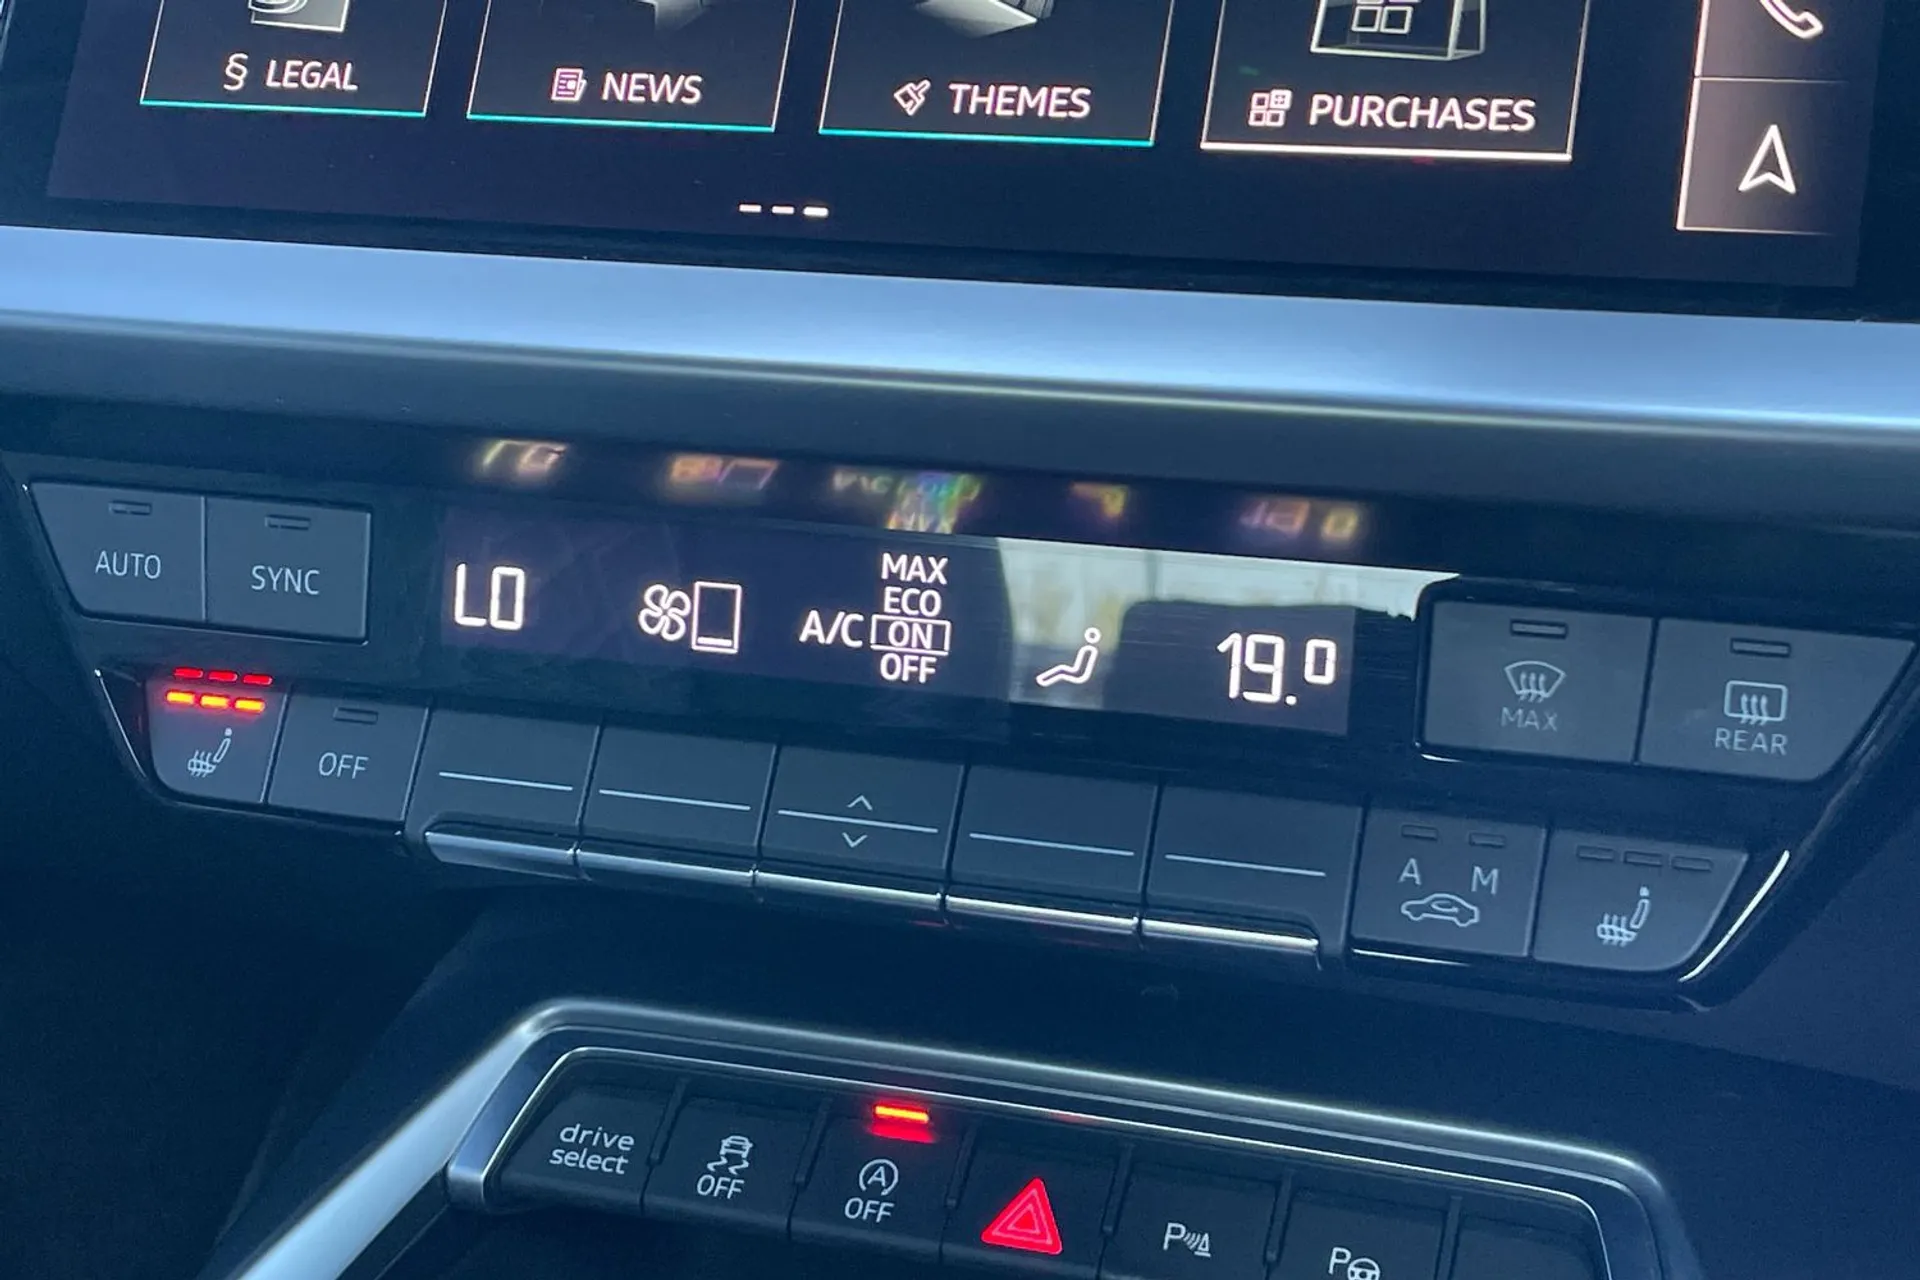 § LEGAL
NEWS
THEMES
PURCHASES
AUTO
SYNC
LO
MAX
ECO
A/C ON
OFF
19.0
MAX
REAR
OFF
A M
drive
select
OFF
A
OFF
P
P